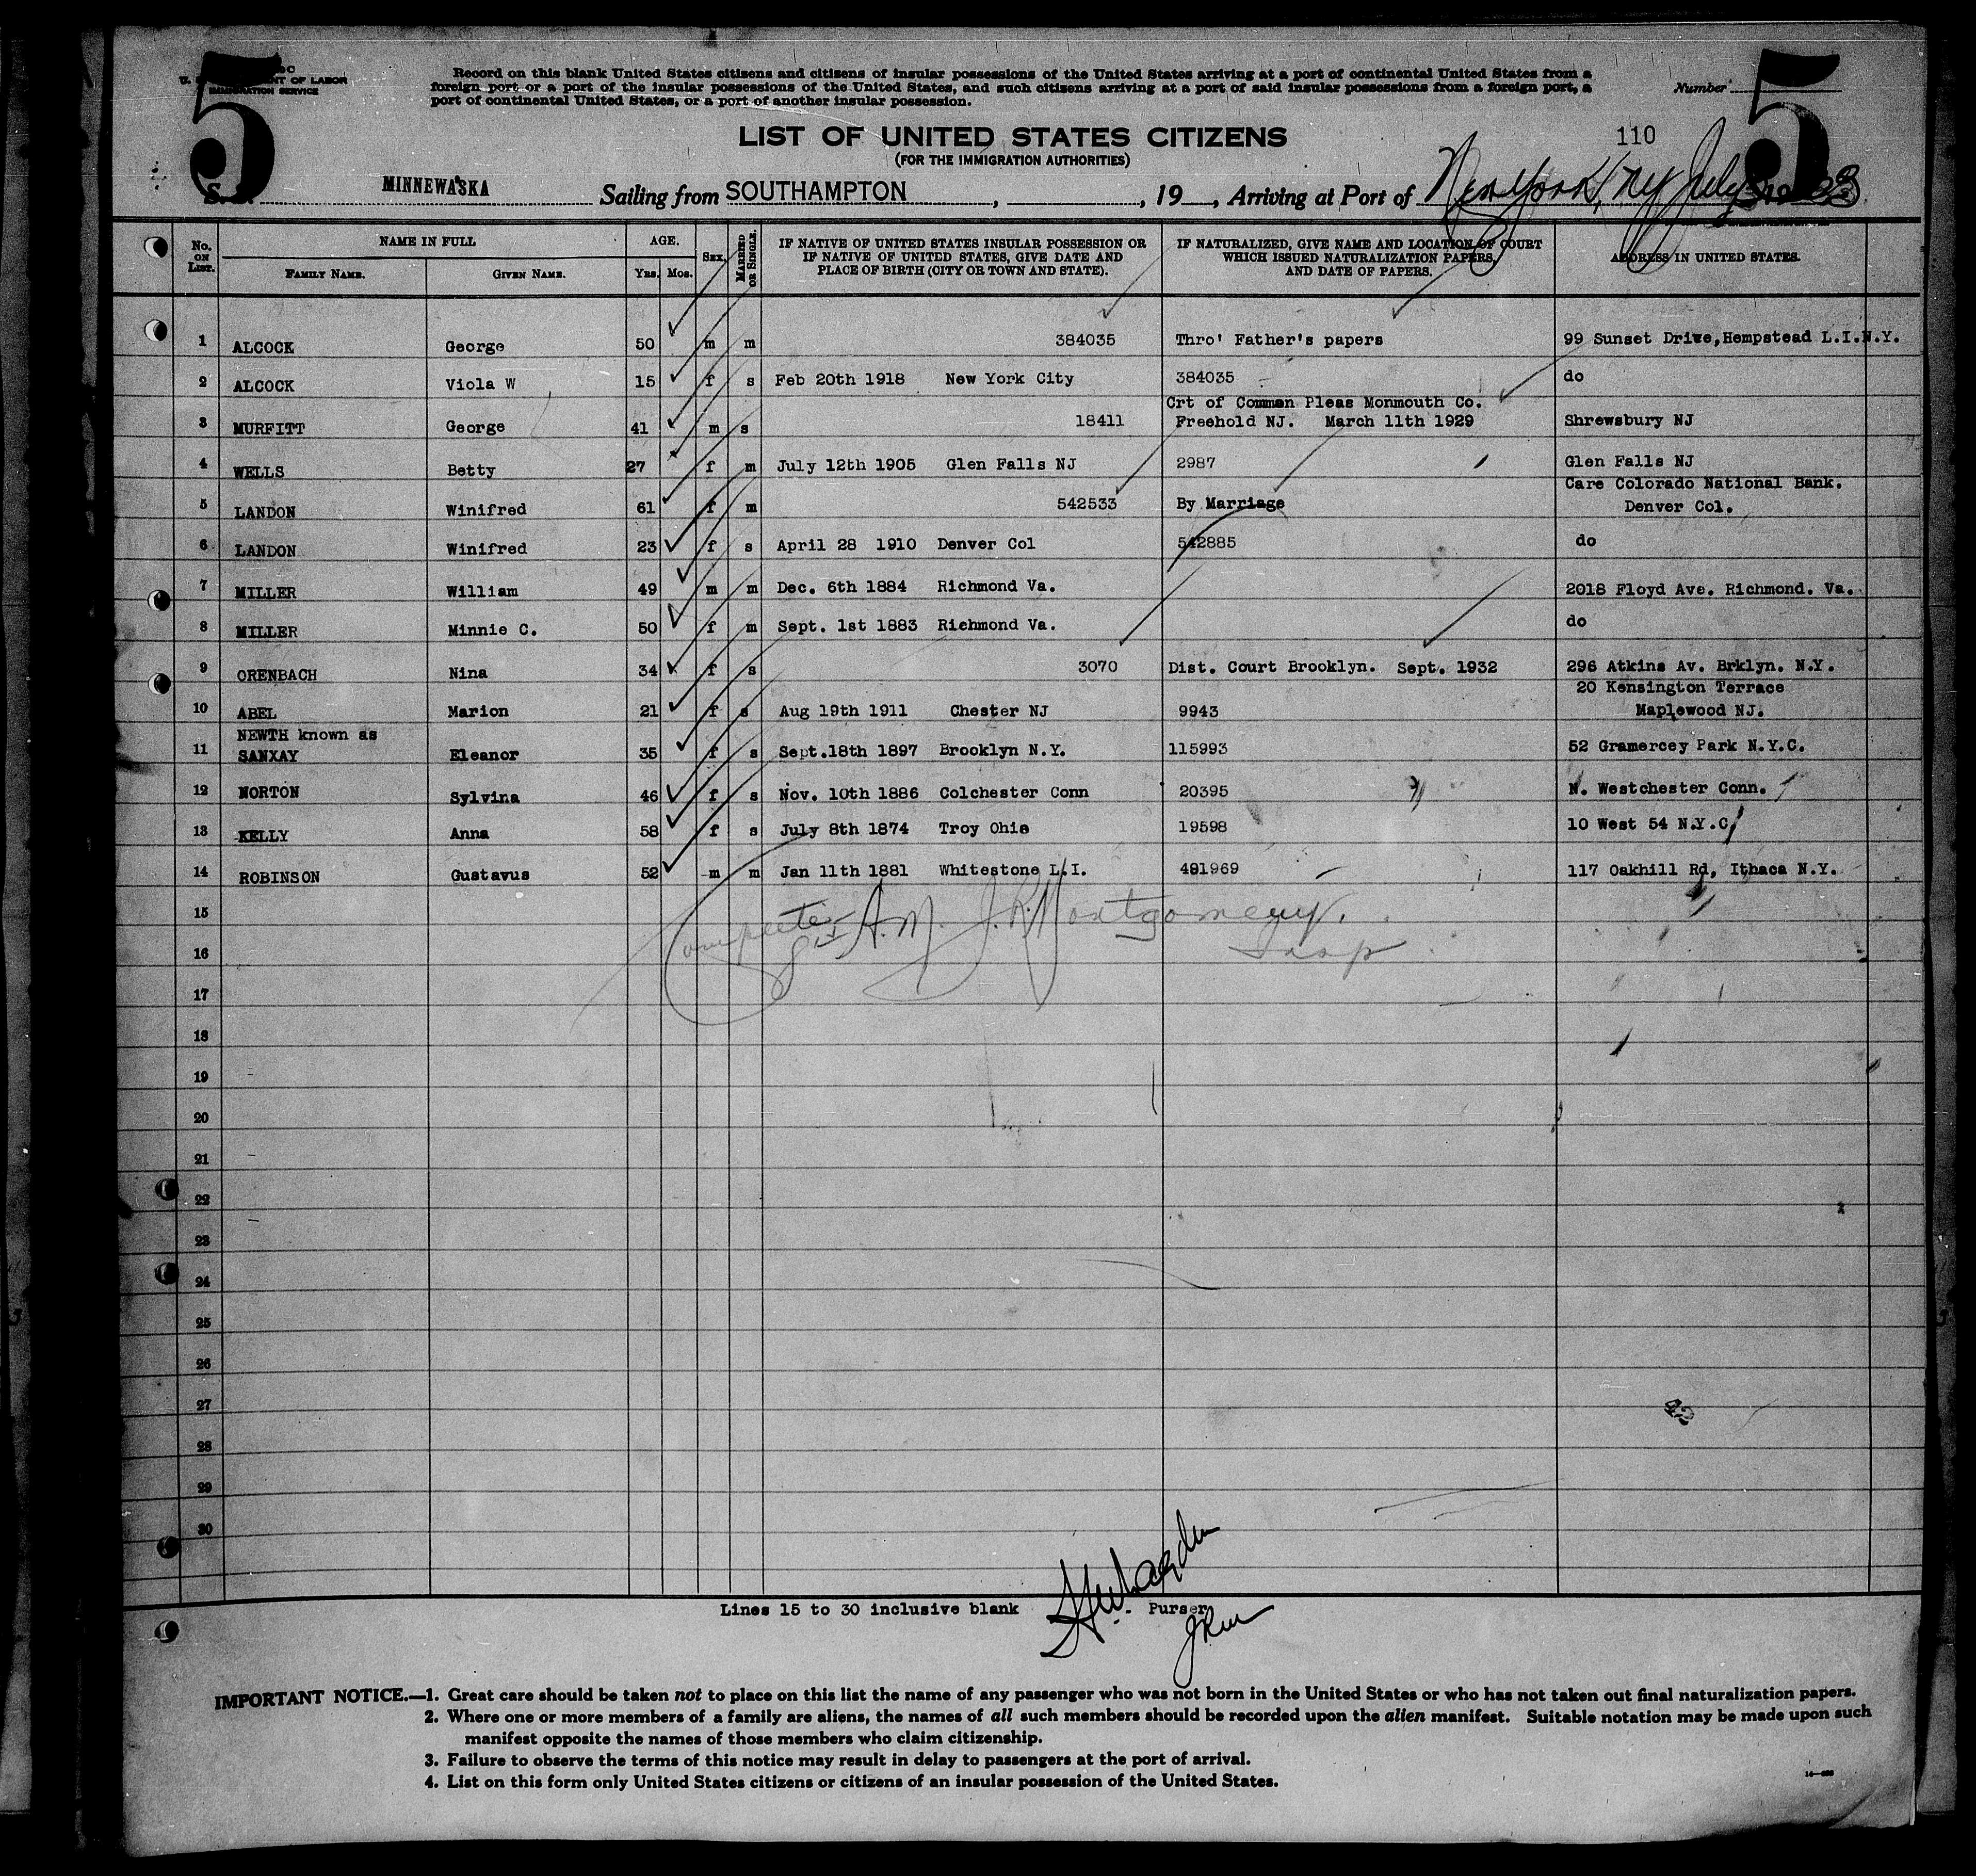 5
U. S. DEPARTMENT OF LABOR
IMMIGRATION SERVICE
Record on this blank United States citizens and citizens of insular possessions of the United States arriving at a port of continental United States from a
foreign port or a port of the insular possessions of the United States, and such citizens arriving at a port of said insular possessions from a foreign port, a
port of continental United States, or a port of another insular possession.
Number
5
LIST OF UNITED STATES CITIZENS
110
(FOR THE IMMIGRATION AUTHORITIES)
S. S. MINNEWASKA Sailing from SOUTHAMPTON, , 19 , Arriving at Port of New York, NY July
No. ON LIST.
NAME IN FULL
FAMILY NAME. GIVEN NAME.
AGE.
YRS. MOS.
SEX.
MARRIED OR SINGLE.
IF NATIVE OF UNITED STATES INSULAR POSSESSION OR
IF NATIVE OF UNITED STATES, GIVE DATE AND
PLACE OF BIRTH (CITY OR TOWN AND STATE).
IF NATURALIZED, GIVE NAME AND LOCATION OF COURT
WHICH ISSUED NATURALIZATION PAPERS,
AND DATE OF PAPERS.
ADDRESS IN UNITED STATES.
1 ALCOCK George 50 m m 384035 Thro' Father's papers 99 Sunset Drive,Hempstead L.I.N.Y.
2 ALCOCK Viola W 15 f s Feb 20th 1918 New York City 384035 do
Crt of Common Pleas Monmouth Co.
3 MURFITT George 41 m s 18411 Freehold NJ. March 11th 1929 Shrewsbury NJ
4 WELLS Betty 27 f m July 12th 1905 Glen Falls NJ 2987 Glen Falls NJ
Care Colorado National Bank.
5 LANDON Winifred 61 f m 542533 By Marriage Denver Col.
6 LANDON Winifred 23 f s April 28 1910 Denver Col 542885 do
7 MILLER William 49 m m Dec. 6th 1884 Richmond Va. 2018 Floyd Ave. Richmond. Va.
8 MILLER Minnie C. 50 f m Sept. 1st 1883 Richmond Va. do
9 ORENBACH Nina 34 f s 3070 Dist. Court Brooklyn. Sept. 1932 296 Atkins Av. Brklyn. N.Y.
20 Kensington Terrace
10 ABEL Marion 21 f s Aug 19th 1911 Chester NJ 9943 Maplewood NJ.
NEWTH known as
11 SANXAY Eleanor 35 f s Sept.18th 1897 Brooklyn N.Y. 115993 52 Gramercey Park N.Y.C.
12 NORTON Sylvina 46 f s Nov. 10th 1886 Colchester Conn 20395 N. Westchester Conn.
13 KELLY Anna 58 f s July 8th 1874 Troy Ohio 19598 10 West 54 N.Y.C
14 ROBINSON Gustavus 52 m m Jan 11th 1881 Whitestone L.I. 491969 117 Oakhill Rd, Ithaca N.Y.
15 Completed A.M. J.R. Montgomery.
16 Insp
17
18
19
20
21
22
23
24
25
26
27 42
28
29
30
Lines 15 to 30 inclusive blank Purser
JRM
IMPORTANT NOTICE.—1. Great care should be taken not to place on this list the name of any passenger who was not born in the United States or who has not taken out final naturalization papers.
2. Where one or more members of a family are aliens, the names of all such members should be recorded upon the alien manifest. Suitable notation may be made upon such
manifest opposite the names of those members who claim citizenship.
3. Failure to observe the terms of this notice may result in delay to passengers at the port of arrival.
4. List on this form only United States citizens or citizens of an insular possession of the United States.